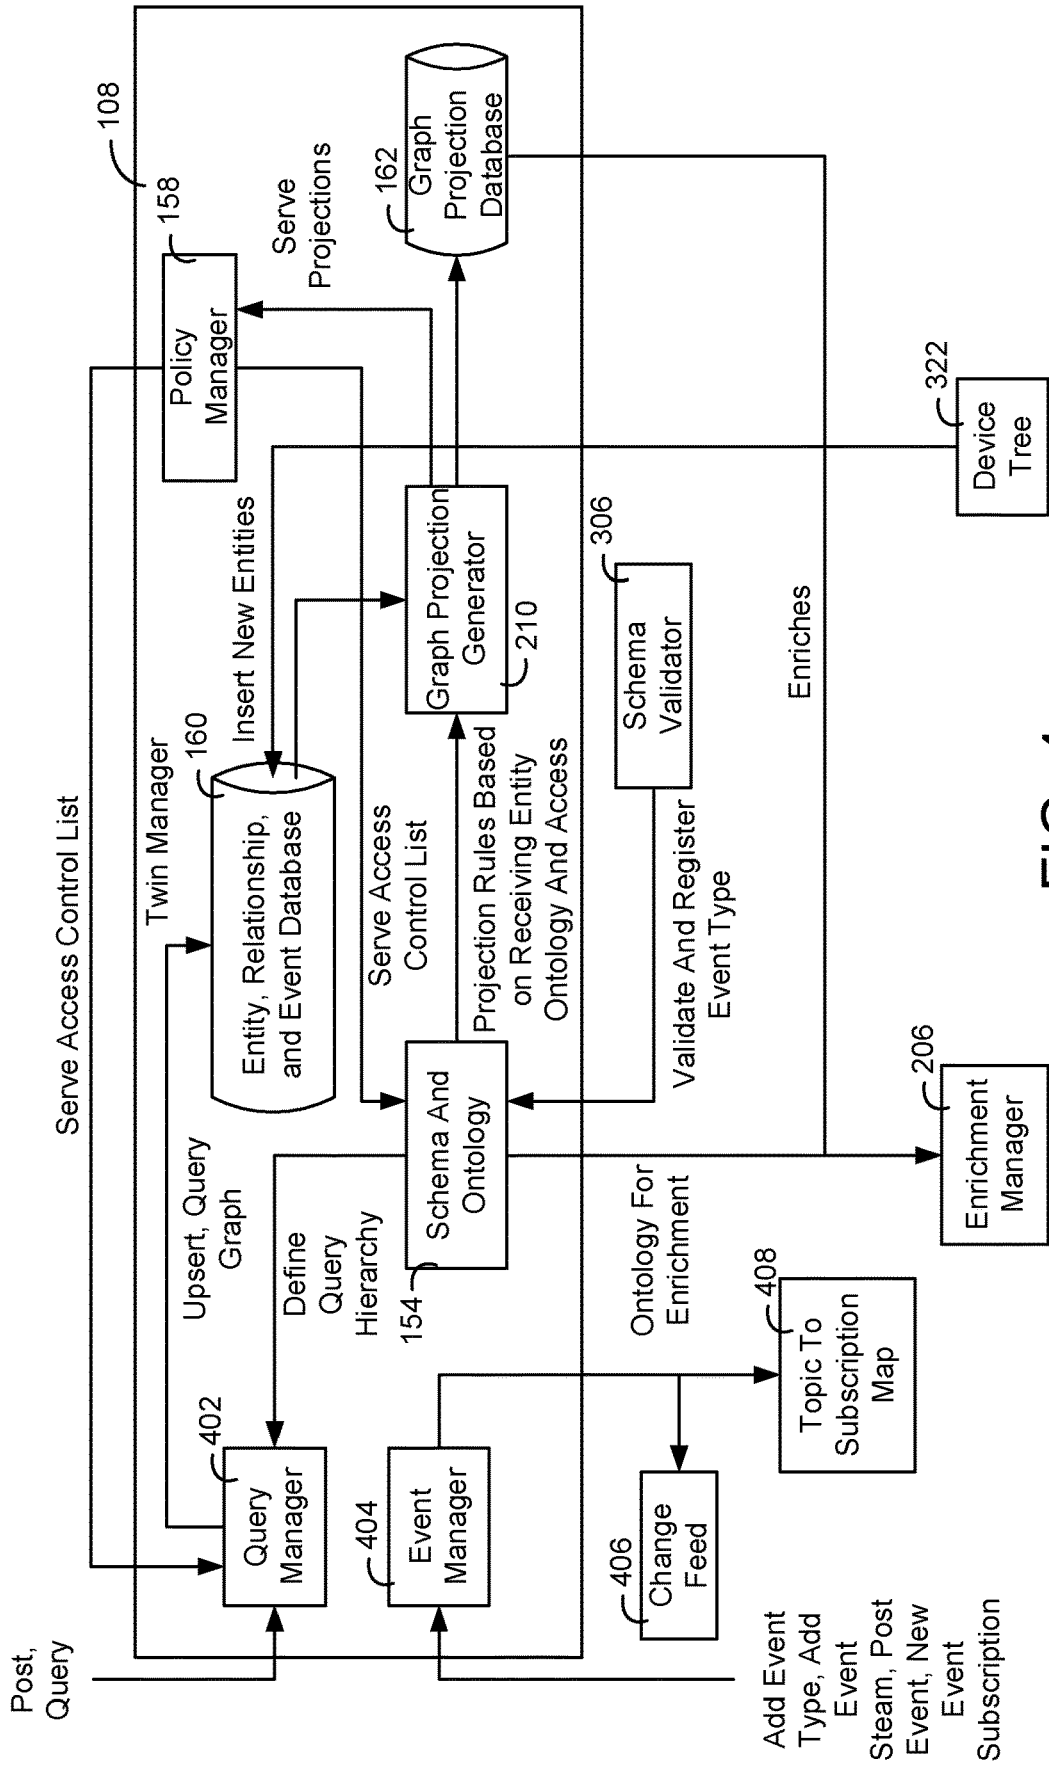 Post,
Query
Serve Access Control List
Twin Manager
108
Policy
Manager
158
Upsert, Query
Graph
160
Entity, Relationship,
and Event Database
Insert New Entities
Serve
Projections
402
Query
Manager
Define
Query
Hierarchy
Serve Access
Control List
162
Graph
Projection
Database
404
Event
Manager
154
Schema And
Ontology
Projection Rules Based
on Receiving Entity
Ontology And Access
Graph Projection
Generator
210
406
Change
Feed
Ontology For
Enrichment
Validate And Register
Event Type
Schema
Validator
306
Add Event
Type, Add
Event
Steam, Post
Event, New
Event
Subscription
408
Topic To
Subscription
Map
Enriches
206
Enrichment
Manager
322
Device
Tree